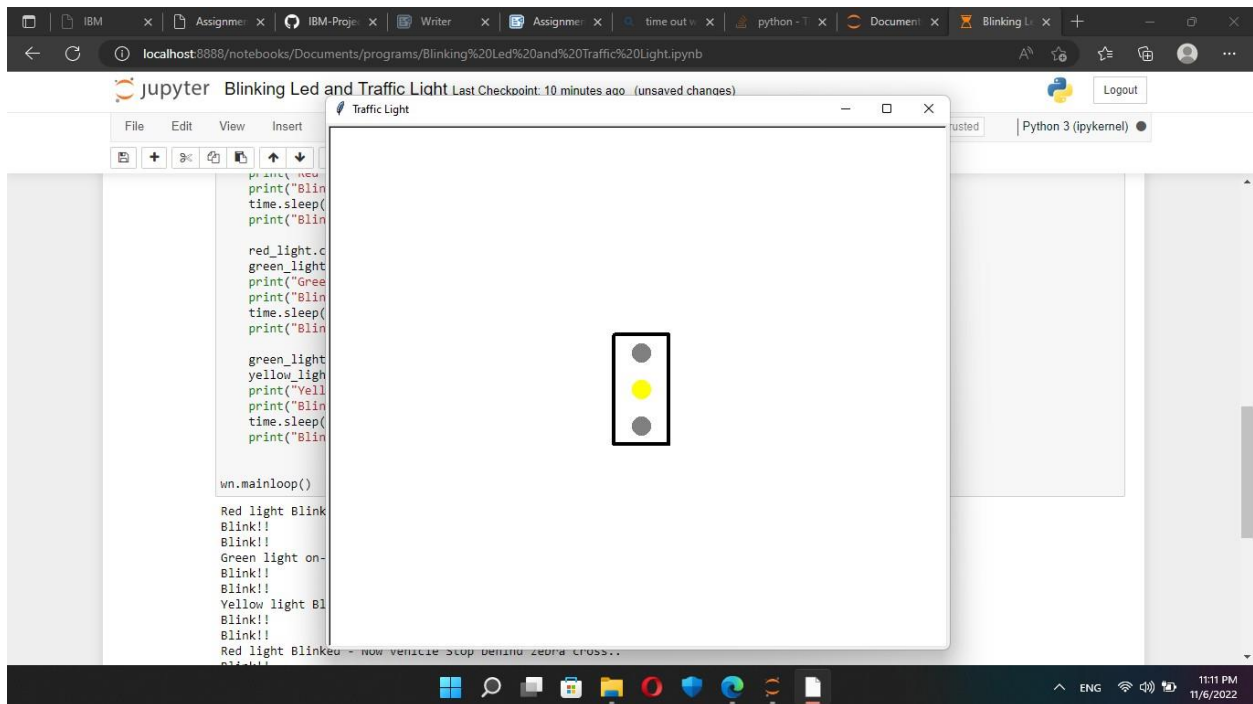 IBM
Assignme
IBM-Projec
Writer
Assignmen
time out w
python - T
Document
Blinking Le
localhost:8888/notebooks/Documents/programs/Blinking%20Led%20and%20Traffic%20Light.ipynb
jupyter Blinking Led and Traffic Light Last Checkpoint: 10 minutes ago (unsaved changes)
Logout
Traffic Light
File Edit View Insert
rusted
Python 3 (ipykernel)
print("Red
print("Blin
time.sleep(
print("Blin
red_light.c
green_light
print("Gree
print("Blin
time.sleep(
print("Blin
green_light
yellow_ligh
print("Yell
print("Blin
time.sleep(
print("Blin
wn.mainloop()
Red light Blink
Blink!!
Blink!!
Green light on-
Blink!!
Blink!!
Yellow light Bl
Blink!!
Blink!!
Red light Blinked - Now vehicle Stop behind zebra cross..
Blink!!
ENG
11:11 PM
11/6/2022